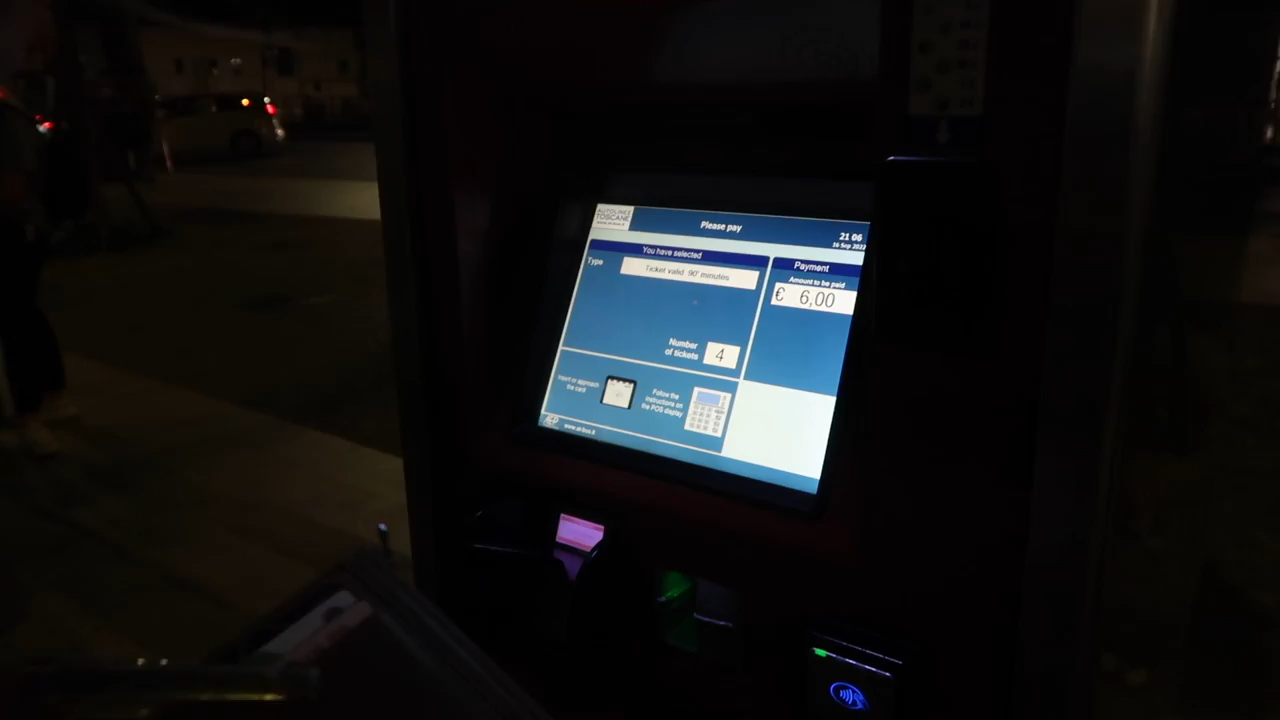 AUTOLINEE
TOSCANE
Please pay
21 06
16 Sep 2022
You have selected
Type
Ticket valid 90' minutes
Number
of tickets
4
Payment
Amount to be paid
€ 6,00
Insert or approach
the card
Follow the
instructions on
the POS display
www.at-bus.it